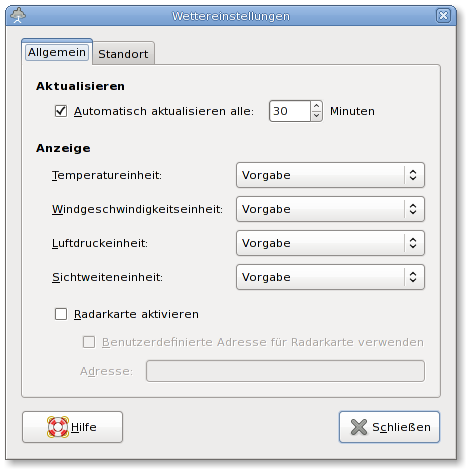 Wettereinstellungen
Allgemein Standort
Aktualisieren
Automatisch aktualisieren alle: 30 Minuten
Anzeige
Temperatureinheit: Vorgabe
Windgeschwindigkeitseinheit: Vorgabe
Luftdruckeinheit: Vorgabe
Sichtweiteneinheit: Vorgabe
Radarkarte aktivieren
Benutzerdefinierte Adresse für Radarkarte verwenden
Adresse:
Hilfe Schließen